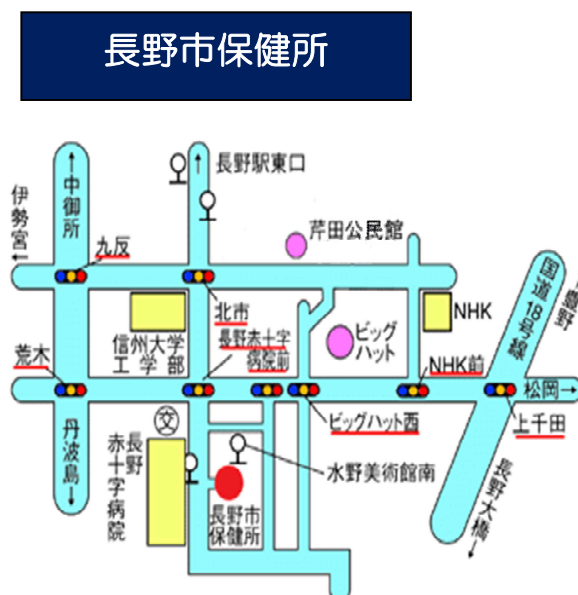 長野市保健所
長野駅東口
中御所
伊勢宮
九反
芹田公民館
国道18号線
北市
信州大学
工学部
長野赤十字
病院前
ビッグ
ハット
NHK
荒木
NHK前
松岡
ビッグハット西
上千田
丹波島
交
長野
赤十字病院
水野美術館南
長野市
保健所
長野大橋